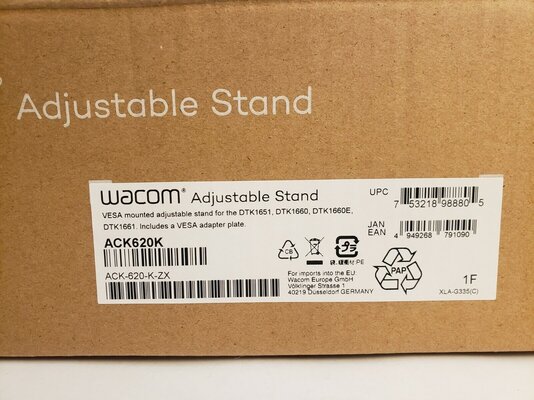 Adjustable Stand
wacom® Adjustable Stand
VESA mounted adjustable stand for the DTK1651, DTK1660, DTK1660E,
DTK1661. Includes a VESA adapter plate.
ACK620K
ACK-620-K-ZX
UPC
7 53218 98880 5
JAN
EAN
4 949268 791090
CB
PE
For imports into the EU
Wacom Europe GmbH
Völklinger Strasse 1
40219 Düsseldorf GERMANY
PAP
1F
XLA-G335(C)